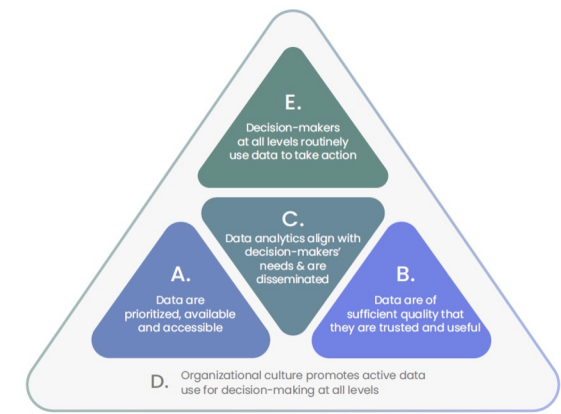 E.
Decision-makers
at all levels routinely
use data to take action
C.
Data analytics align with
decision-makers'
needs & are
disseminated
A.
Data are
prioritized, available
and accessible
B.
Data are of
sufficient quality that
they are trusted and useful
D. Organizational culture promotes active data
use for decision-making at all levels